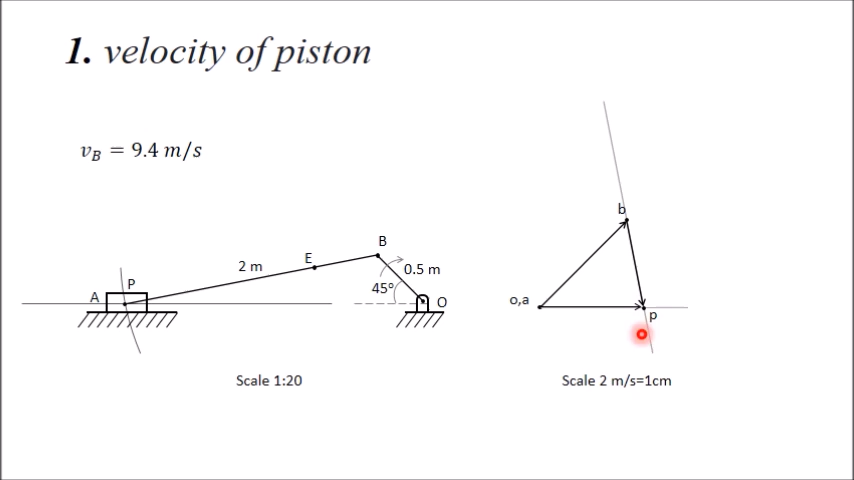 1. velocity of piston
v_B = 9.4 m/s
B
E
2 m
0.5 m
P
A
45°
O
Scale 1:20
b
o,a
p
Scale 2 m/s=1cm